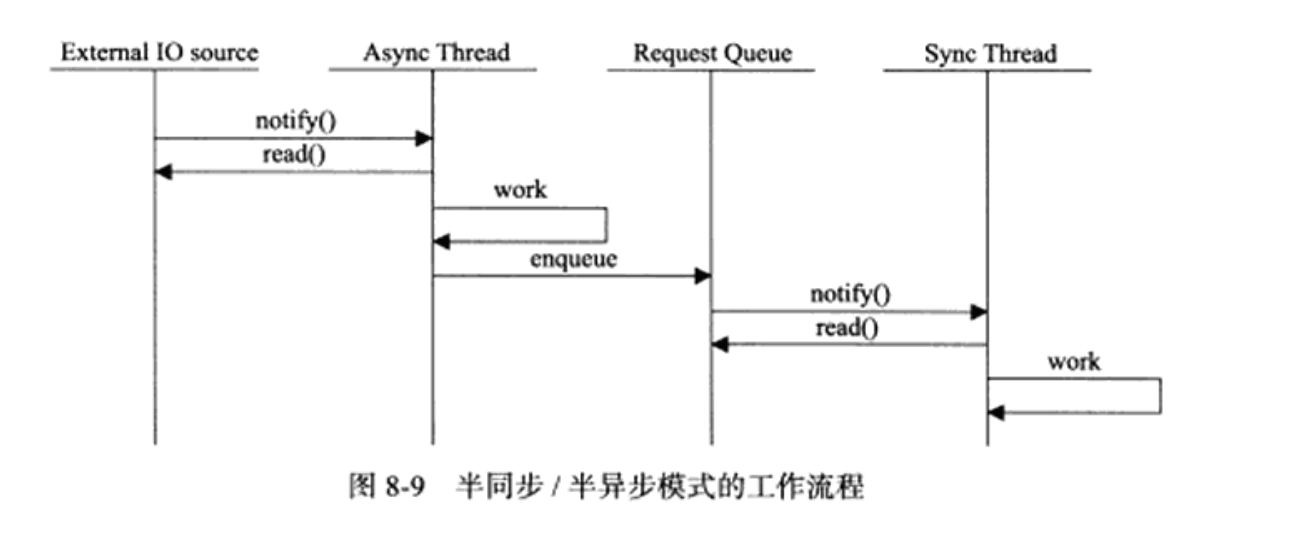 External IO source Async Thread Request Queue Sync Thread
notify()
read()
work
enqueue
notify()
read()
work
图 8-9 半同步 / 半异步模式的工作流程